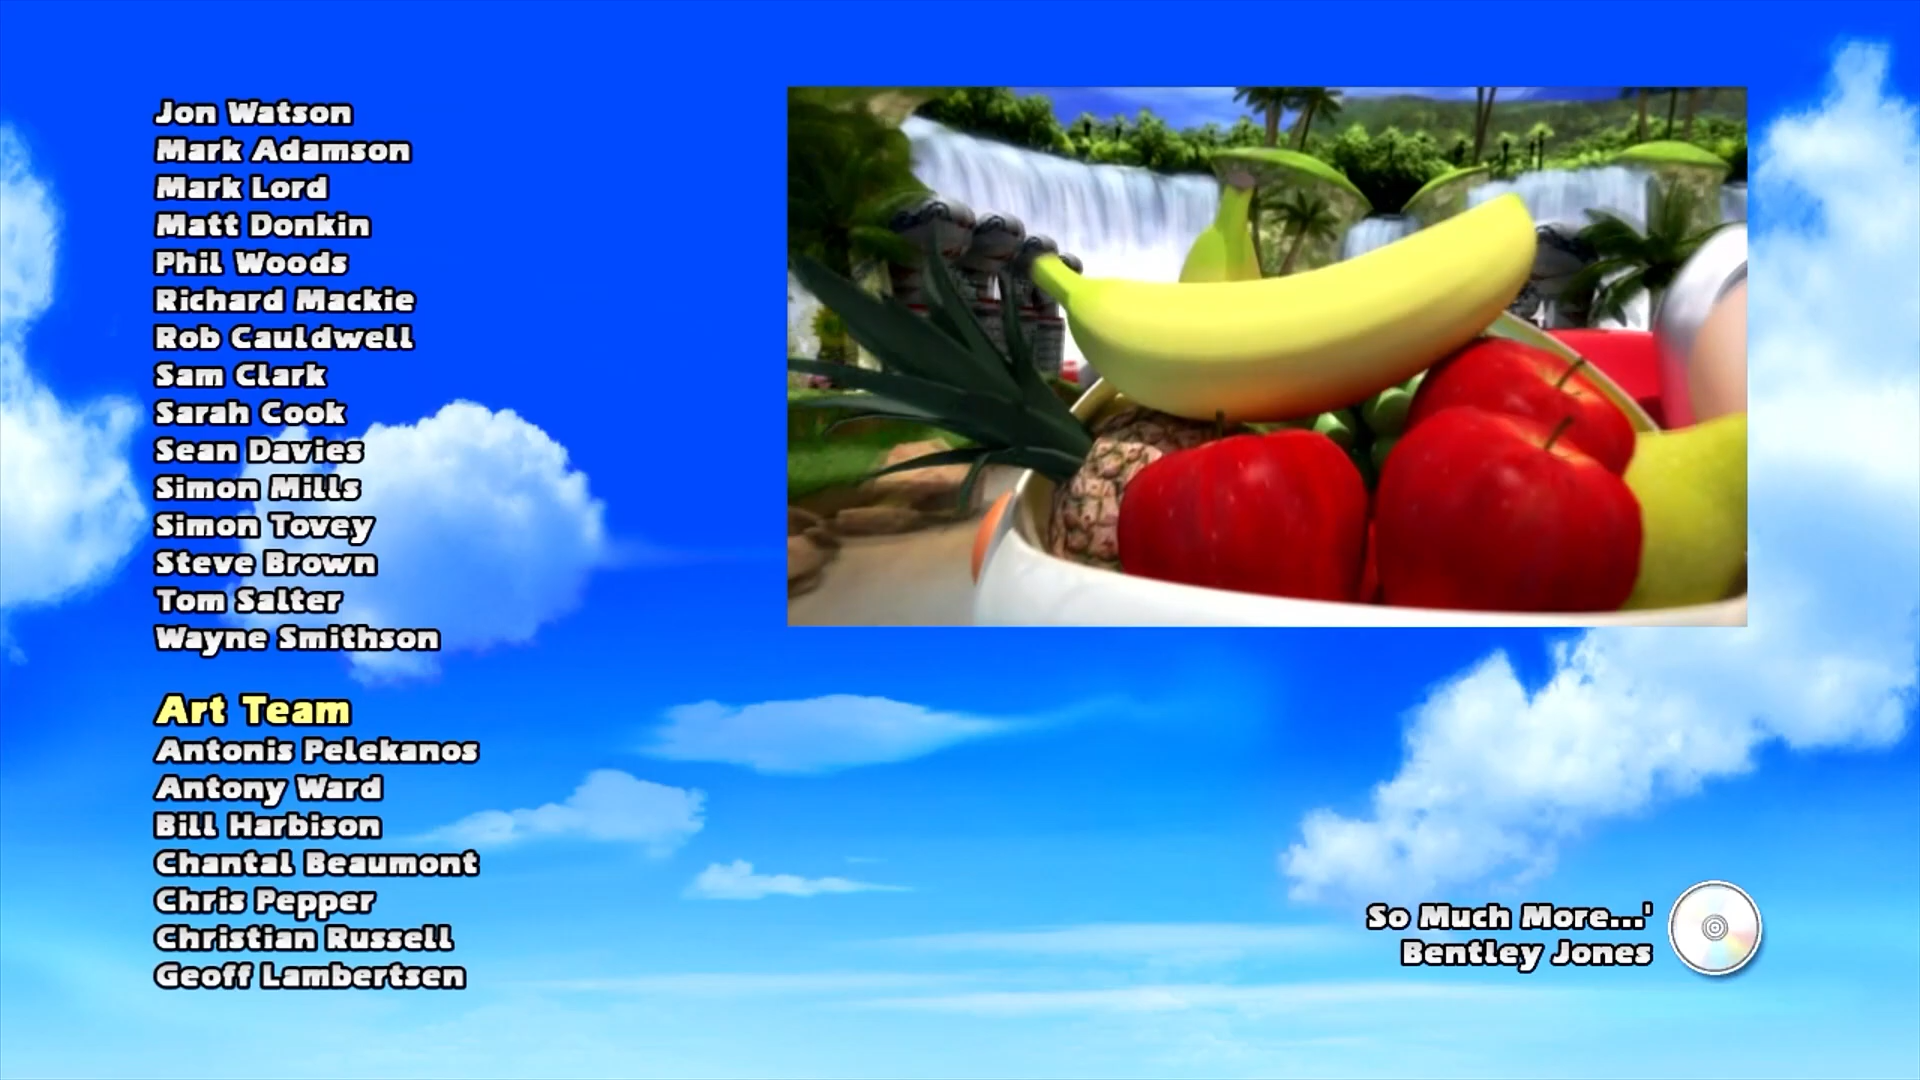 Jon Watson
Mark Adamson
Mark Lord
Matt Donkin
Phil Woods
Richard Mackie
Rob Cauldwell
Sam Clark
Sarah Cook
Sean Davies
Simon Mills
Simon Tovey
Steve Brown
Tom Salter
Wayne Smithson
Art Team
Antonis Pelekanos
Antony Ward
Bill Harbison
Chantal Beaumont
Chris Pepper
Christian Russell
Geoff Lambertsen
So Much More...'
Bentley Jones